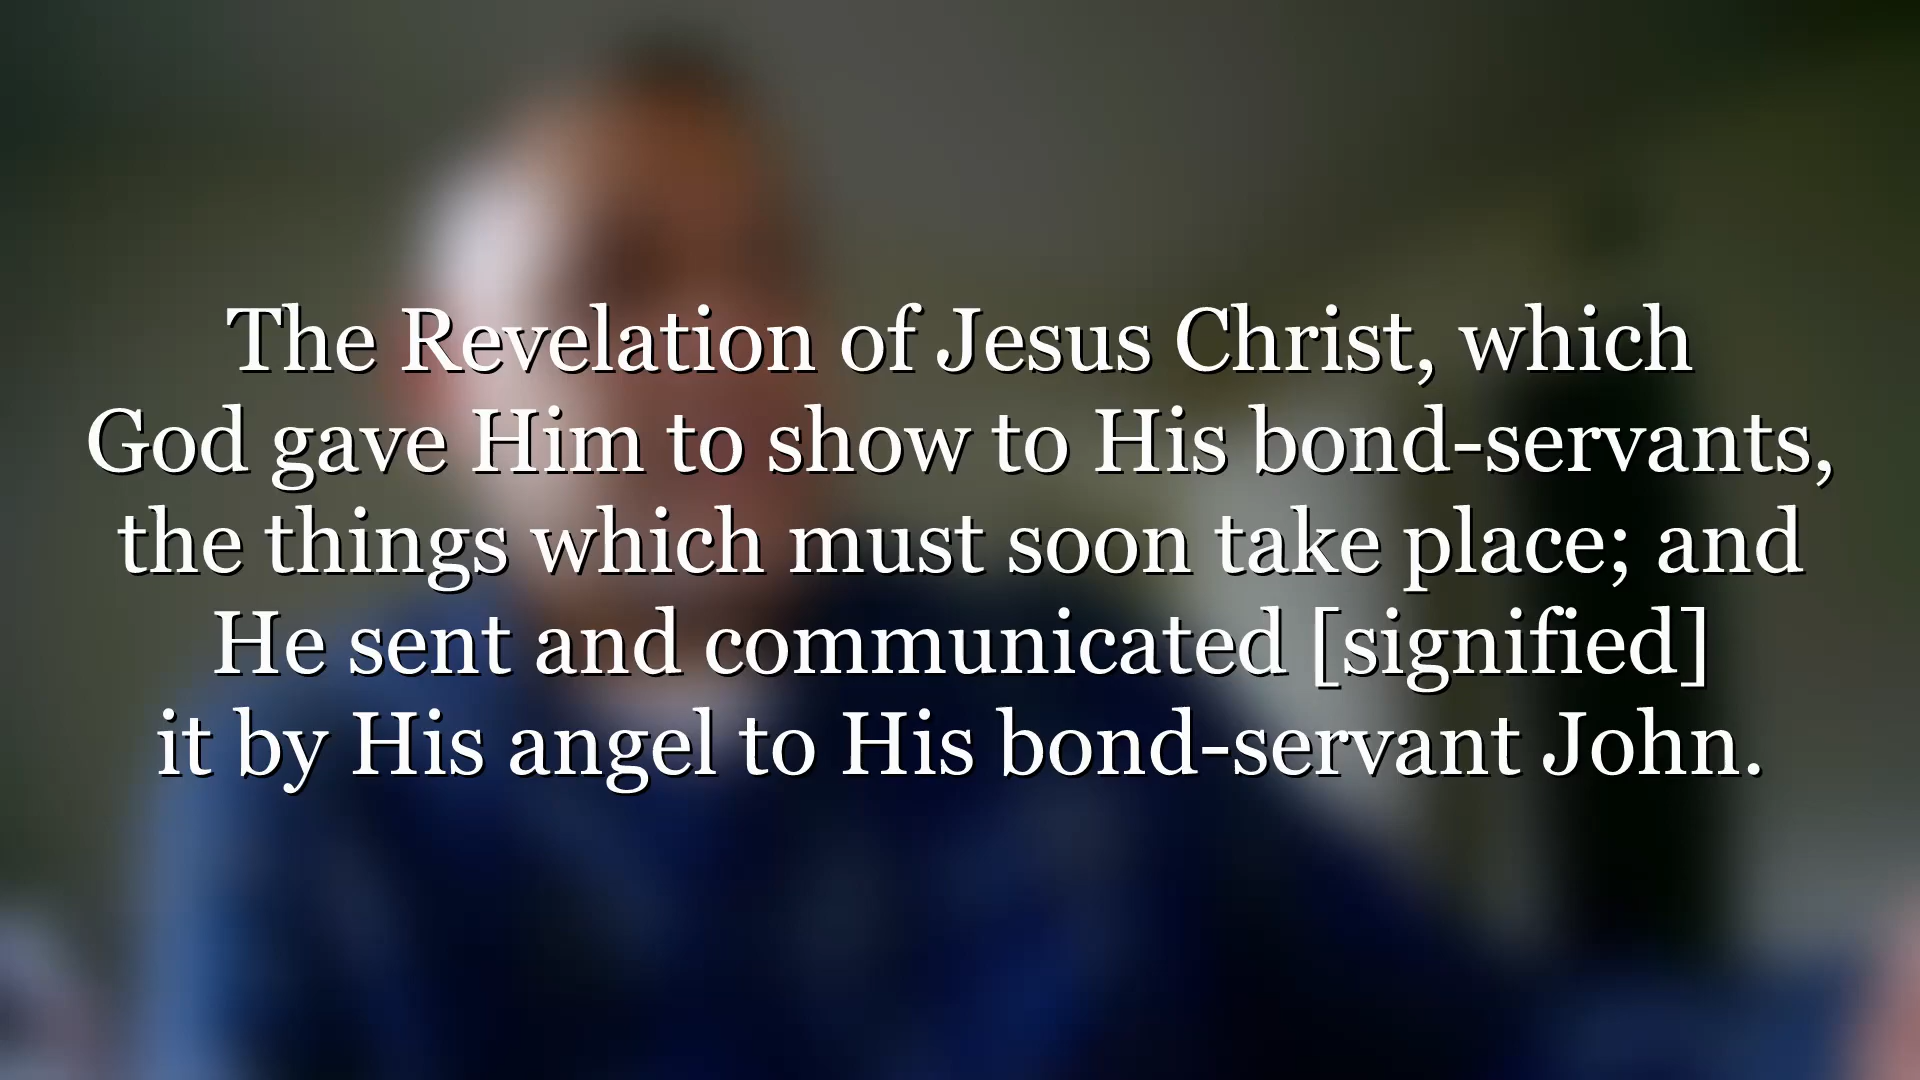 The Revelation of Jesus Christ, which
God gave Him to show to His bond-servants,
the things which must soon take place; and
He sent and communicated [signified]
it by His angel to His bond-servant John.